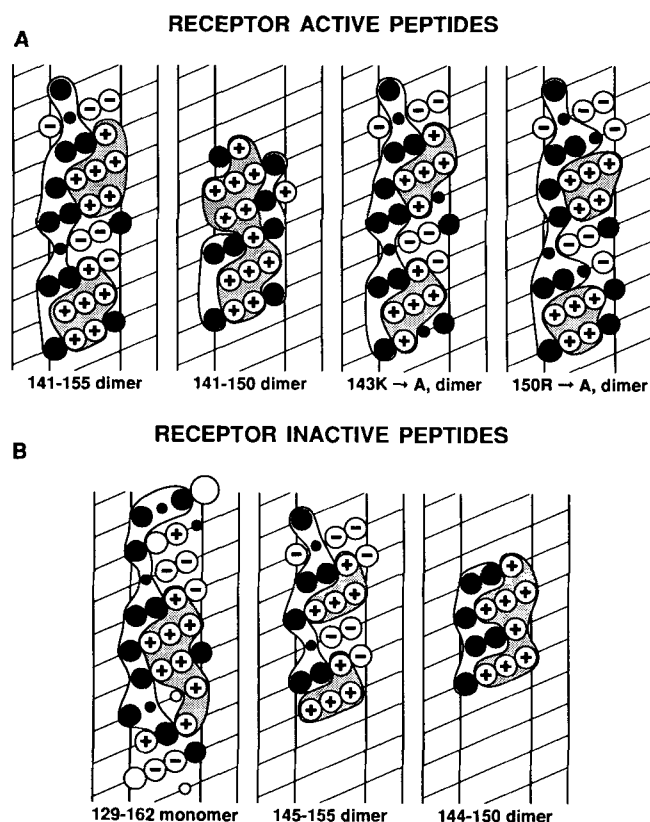 RECEPTOR ACTIVE PEPTIDES
A
141-155 dimer
141-150 dimer
143K → A, dimer
150R → A, dimer
RECEPTOR INACTIVE PEPTIDES
B
129-162 monomer
145-155 dimer
144-150 dimer